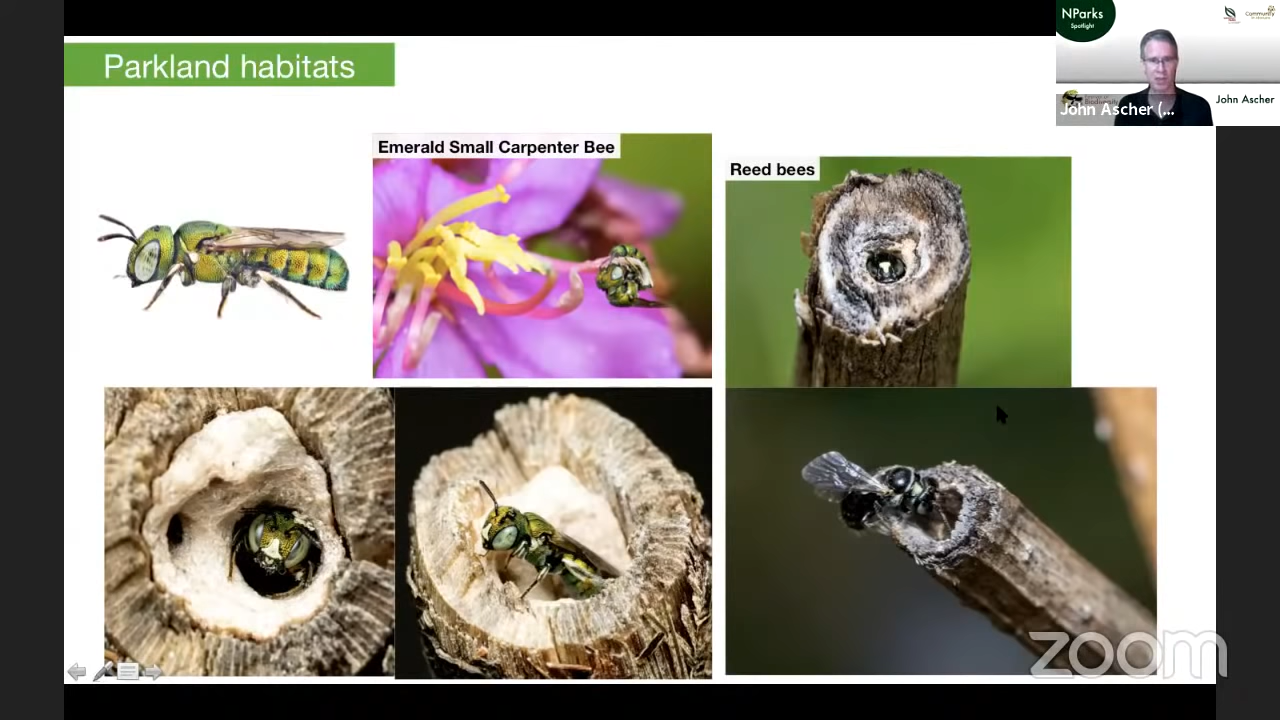 Parkland habitats
Emerald Small Carpenter Bee
Reed bees
NParks
Spotlight
John Ascher (...
John Ascher
zoom